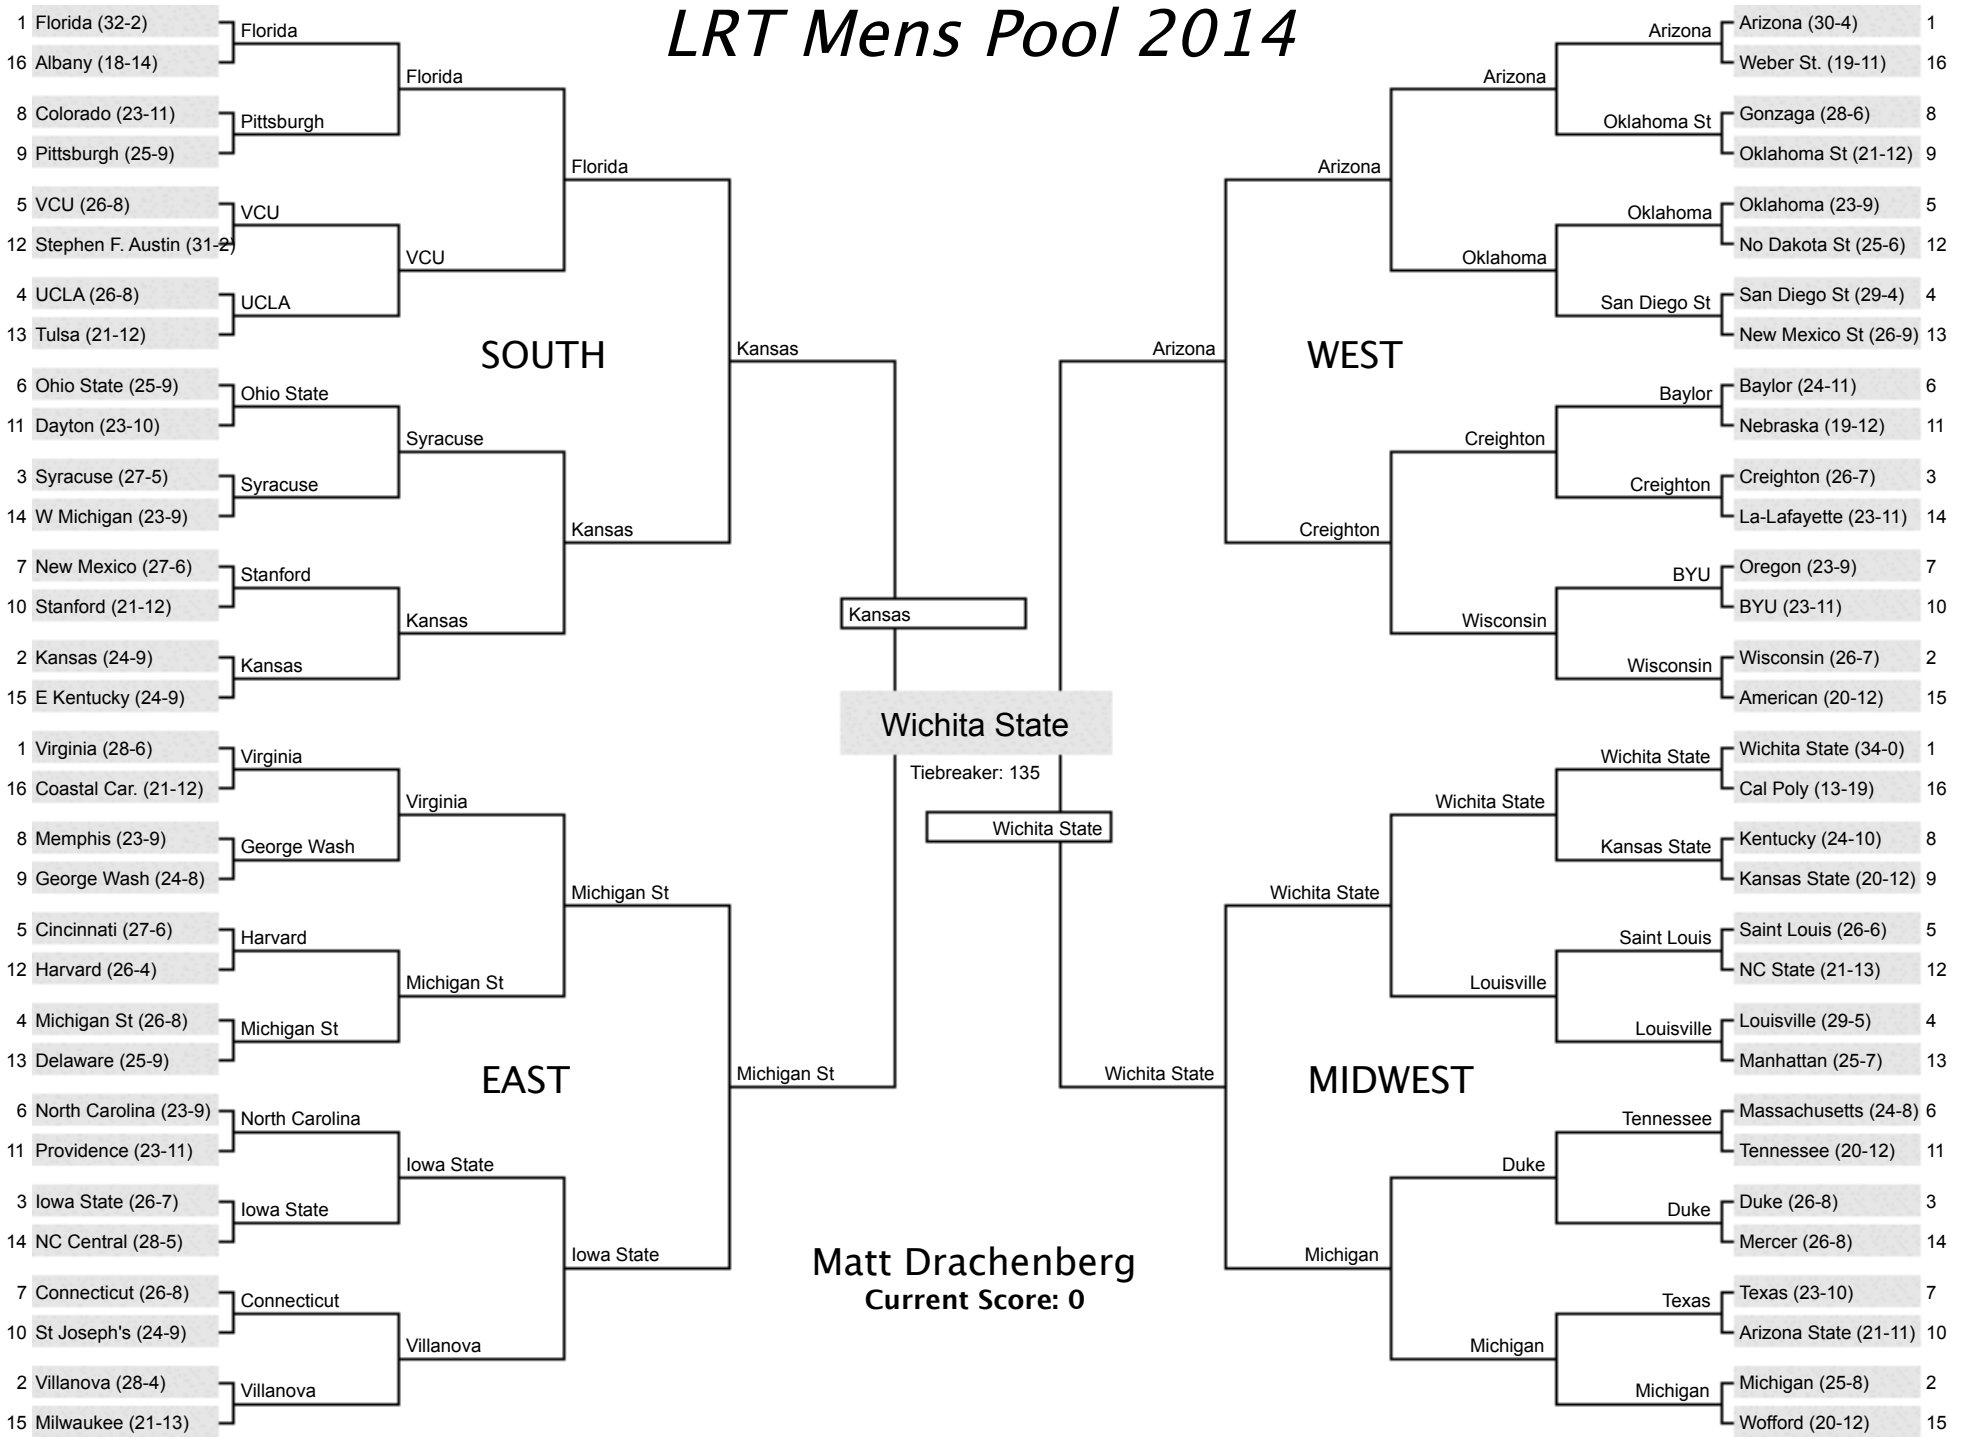 LRT Mens Pool 2014
1 Florida (32-2)
Florida
16 Albany (18-14)
Florida
8 Colorado (23-11)
Pittsburgh
9 Pittsburgh (25-9)
Florida
5 VCU (26-8)
VCU
12 Stephen F. Austin (31-2)
VCU
4 UCLA (26-8)
UCLA
13 Tulsa (21-12)
SOUTH
Kansas
6 Ohio State (25-9)
Ohio State
11 Dayton (23-10)
Syracuse
3 Syracuse (27-5)
Syracuse
14 W Michigan (23-9)
Kansas
7 New Mexico (27-6)
Stanford
10 Stanford (21-12)
Kansas
2 Kansas (24-9)
Kansas
15 E Kentucky (24-9)
1 Virginia (28-6)
Virginia
16 Coastal Car. (21-12)
Virginia
8 Memphis (23-9)
George Wash
9 George Wash (24-8)
Michigan St
5 Cincinnati (27-6)
Harvard
12 Harvard (26-4)
Michigan St
4 Michigan St (26-8)
Michigan St
13 Delaware (25-9)
EAST
Michigan St
6 North Carolina (23-9)
North Carolina
11 Providence (23-11)
Iowa State
3 Iowa State (26-7)
Iowa State
14 NC Central (28-5)
Iowa State
7 Connecticut (26-8)
Connecticut
10 St Joseph's (24-9)
Villanova
2 Villanova (28-4)
Villanova
15 Milwaukee (21-13)
Kansas
Wichita State
Tiebreaker: 135
Wichita State
Matt Drachenberg
Current Score: 0
Arizona (30-4) 1
Arizona
Weber St. (19-11) 16
Arizona
Gonzaga (28-6) 8
Oklahoma St
Oklahoma St (21-12) 9
Arizona
Oklahoma (23-9) 5
Oklahoma
No Dakota St (25-6) 12
Oklahoma
San Diego St (29-4) 4
San Diego St
New Mexico St (26-9) 13
WEST
Arizona
Baylor (24-11) 6
Baylor
Nebraska (19-12) 11
Creighton
Creighton (26-7) 3
Creighton
La-Lafayette (23-11) 14
Creighton
Oregon (23-9) 7
BYU
BYU (23-11) 10
Wisconsin
Wisconsin (26-7) 2
Wisconsin
American (20-12) 15
Wichita State (34-0) 1
Wichita State
Cal Poly (13-19) 16
Wichita State
Kentucky (24-10) 8
Kansas State
Kansas State (20-12) 9
Wichita State
Saint Louis (26-6) 5
Saint Louis
NC State (21-13) 12
Louisville
Louisville (29-5) 4
Louisville
Manhattan (25-7) 13
MIDWEST
Wichita State
Massachusetts (24-8) 6
Tennessee
Tennessee (20-12) 11
Duke
Duke (26-8) 3
Duke
Mercer (26-8) 14
Michigan
Texas (23-10) 7
Texas
Arizona State (21-11) 10
Michigan
Michigan (25-8) 2
Michigan
Wofford (20-12) 15